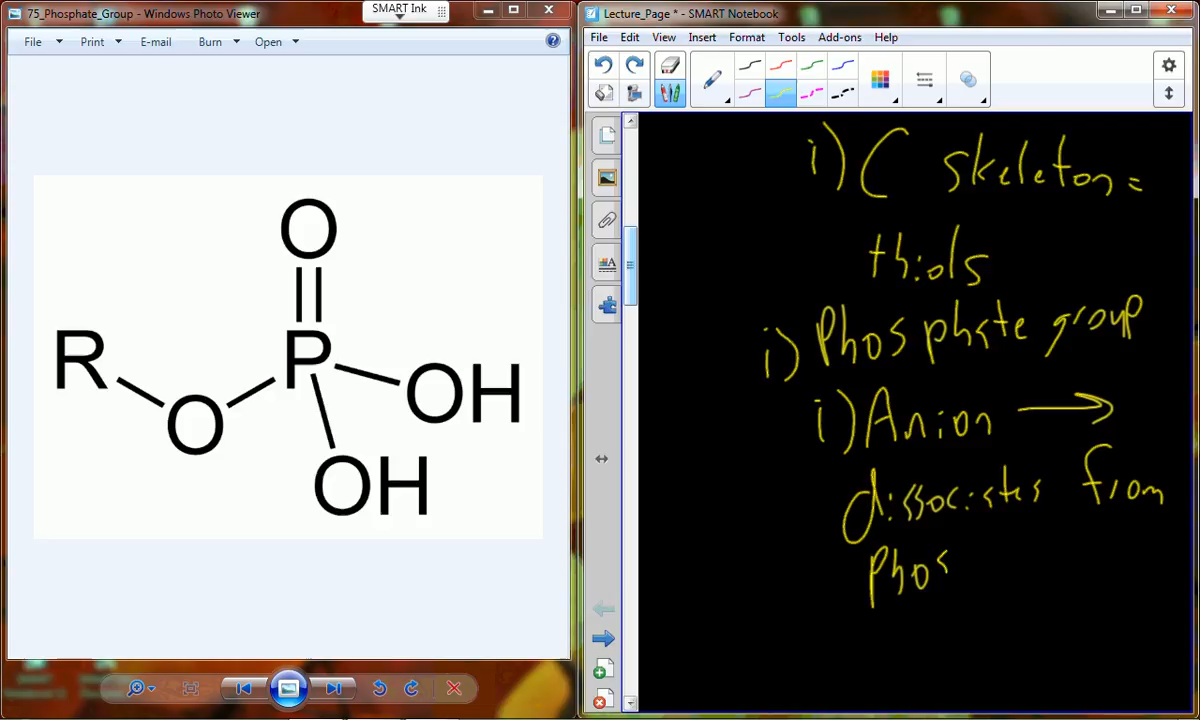 75_Phosphate_Group - Windows Photo Viewer
SMART Ink
File Print E-mail Burn Open
O
R
P
OH
O
OH
Lecture_Page * - SMART Notebook
File Edit View Insert Format Tools Add-ons Help
i) C skeleton =
thiols
i) Phosphate group
i) Anion →
dissociates from
Phos